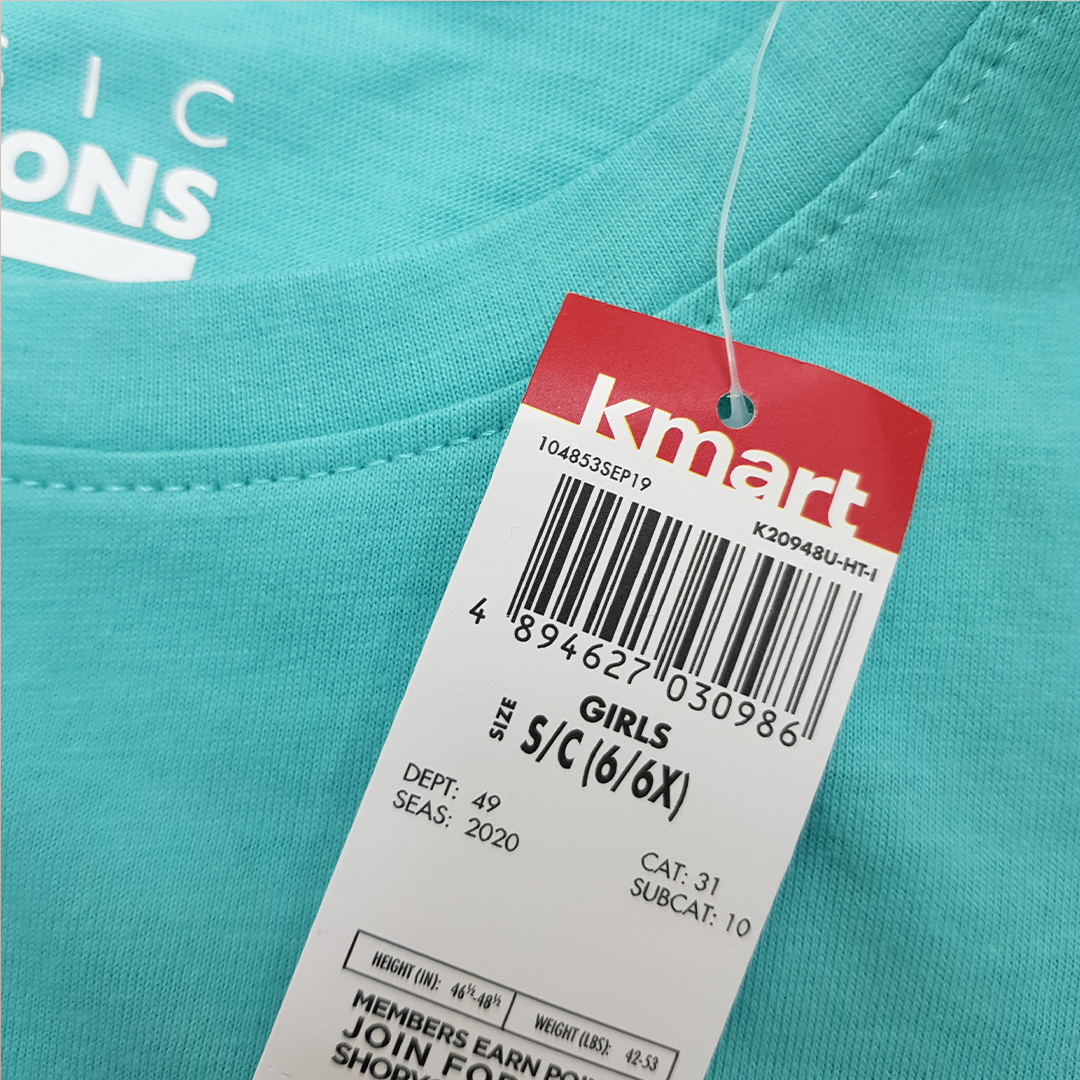 I C
ONS
kmart
104853SEP19
K20948U-HT-I
4 894627 030986
SIZE
GIRLS
S/C (6/6X)
DEPT: 49
SEAS: 2020
CAT: 31
SUBCAT: 10
HEIGHT (IN): 46½-48½
WEIGHT (LBS): 42-53
MEMBERS EARN
JOIN